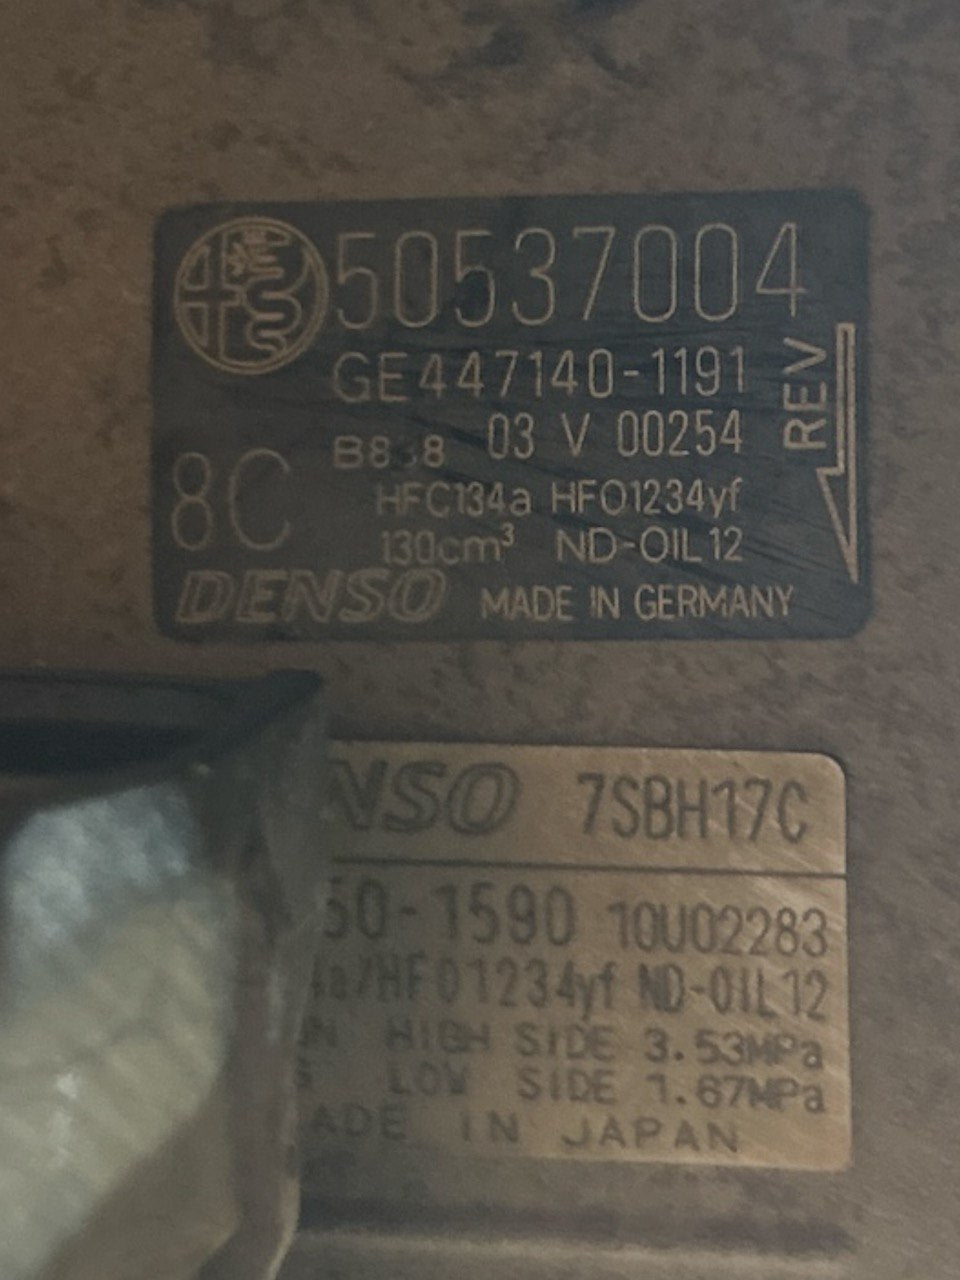 50537004
GE447140-1191
REV
03 V 00254
8C
HFC134a HFO1234yf
130cm³ ND-OIL12
DENSO MADE IN GERMANY
NSO 7SBH17C
50-1590 10U02283
a/HFO1234yf ND-OIL12
HIGH SIDE 3.53MPa
LOW SIDE 1.67MPa
ADE IN JAPAN